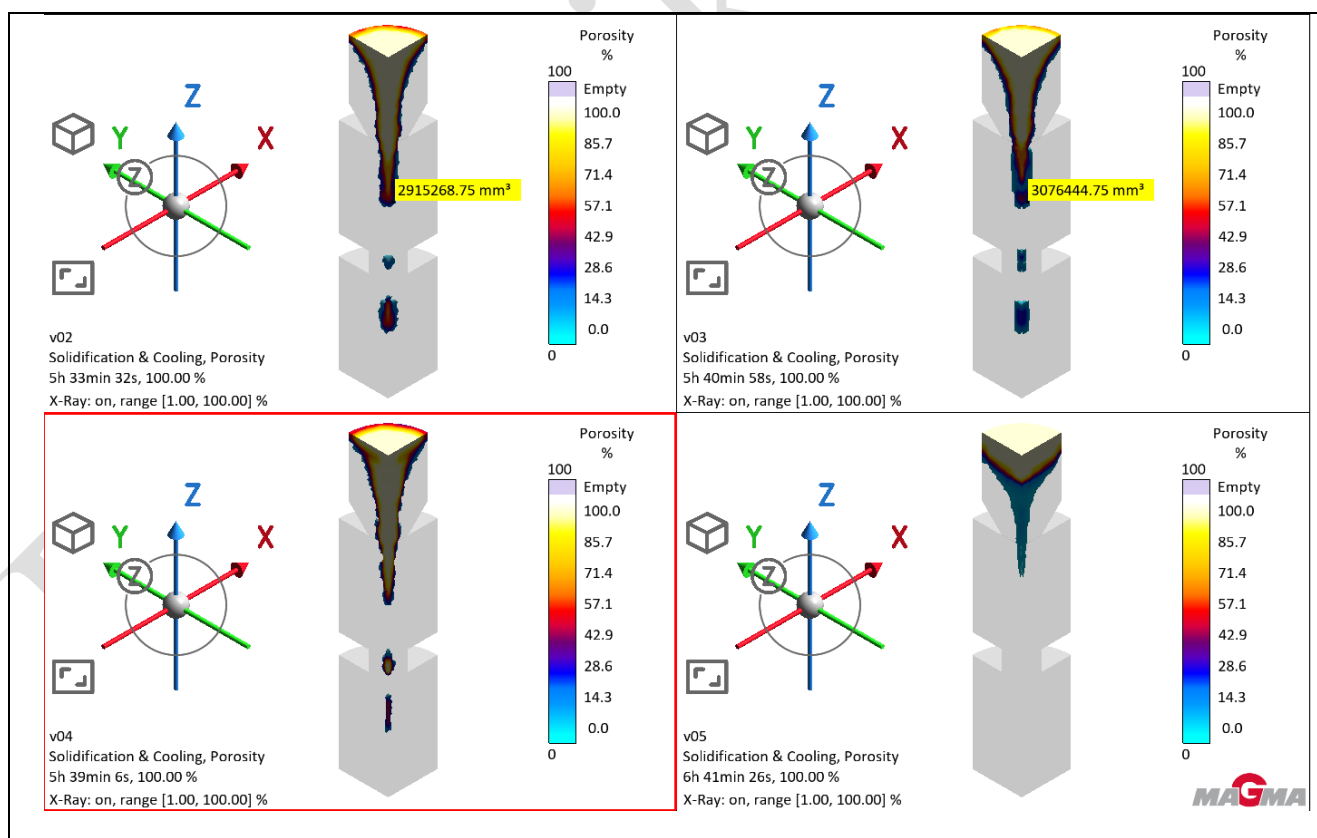 Porosity
%
100
Empty
100.0
85.7
71.4
57.1
42.9
28.6
14.3
0.0
0
Z
Y
X
Z
2915268.75 mm³
v02
Solidification & Cooling, Porosity
5h 33min 32s, 100.00 %
X-Ray: on, range [1.00, 100.00] %
Porosity
%
100
Empty
100.0
85.7
71.4
57.1
42.9
28.6
14.3
0.0
0
Z
Y
X
Z
3076444.75 mm³
v03
Solidification & Cooling, Porosity
5h 40min 58s, 100.00 %
X-Ray: on, range [1.00, 100.00] %
Porosity
%
100
Empty
100.0
85.7
71.4
57.1
42.9
28.6
14.3
0.0
0
Z
Y
X
Z
v04
Solidification & Cooling, Porosity
5h 39min 6s, 100.00 %
X-Ray: on, range [1.00, 100.00] %
Porosity
%
100
Empty
100.0
85.7
71.4
57.1
42.9
28.6
14.3
0.0
0
Z
Y
X
Z
v05
Solidification & Cooling, Porosity
6h 41min 26s, 100.00 %
X-Ray: on, range [1.00, 100.00] %
MAGMA